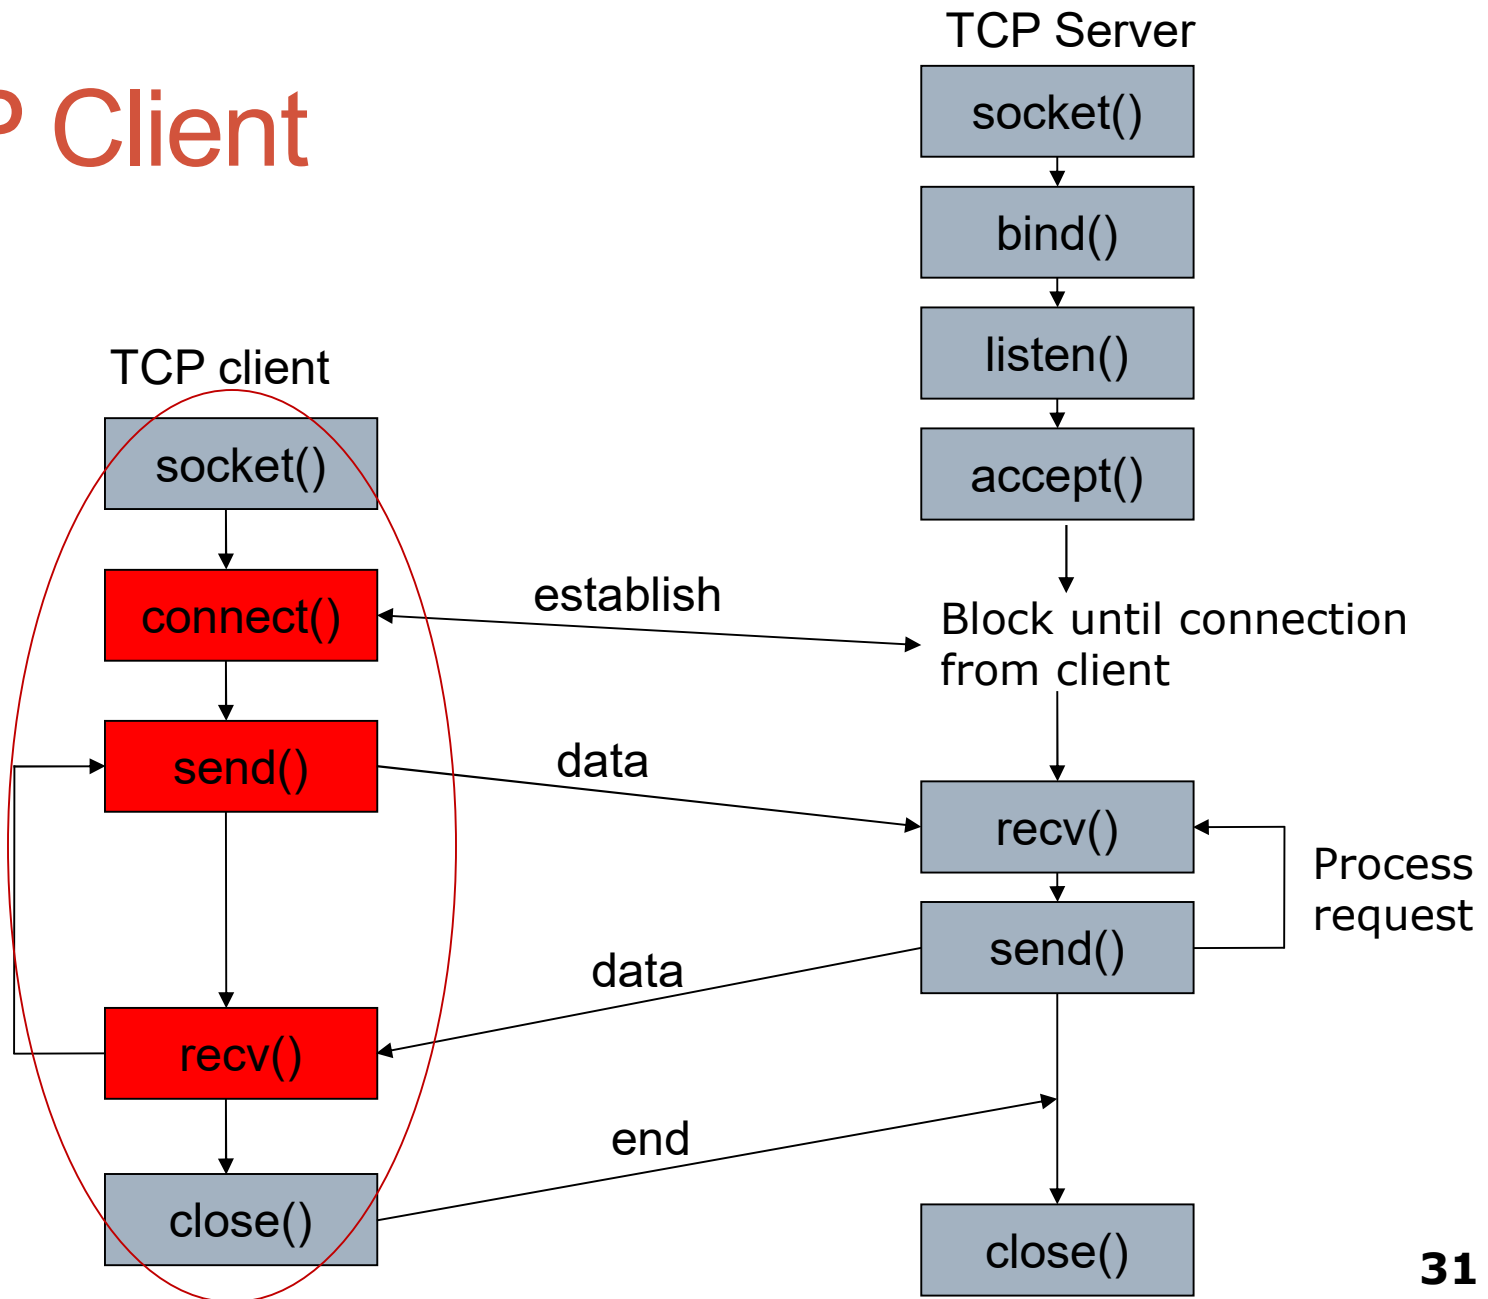 P Client
TCP Server
socket()
bind()
listen()
accept()
Block until connection
from client
recv()
send()
Process
request
close()
TCP client
socket()
connect()
send()
recv()
close()
establish
data
data
end
31